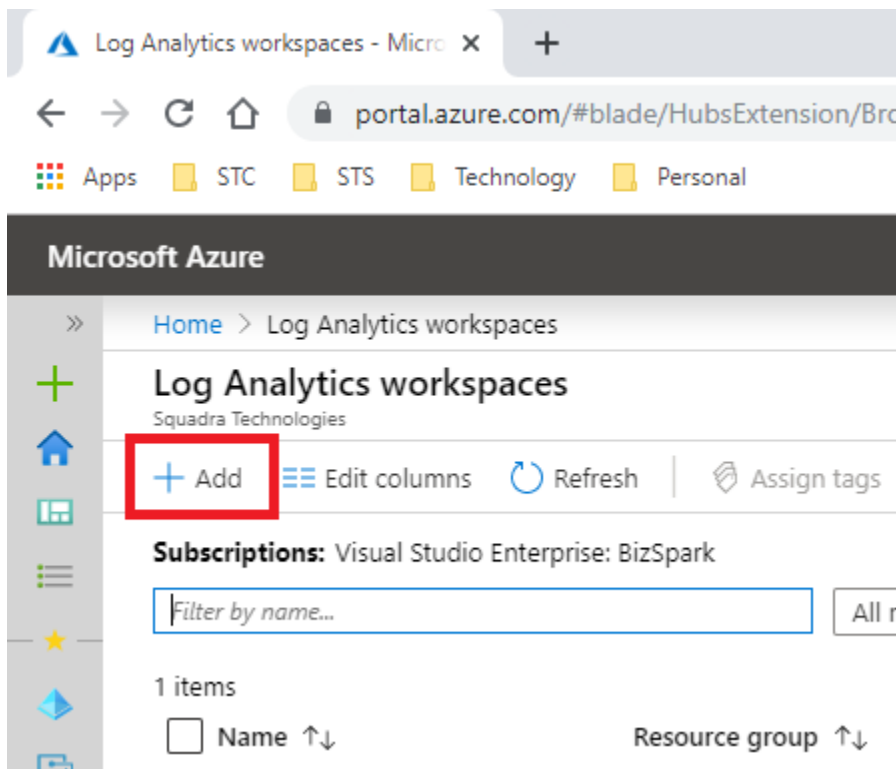 Log Analytics workspaces - Micro
portal.azure.com/#blade/HubsExtension/Bro
Apps STC STS Technology Personal
Microsoft Azure
Home > Log Analytics workspaces
Log Analytics workspaces
Squadra Technologies
+ Add Edit columns Refresh Assign tags
Subscriptions: Visual Studio Enterprise: BizSpark
Filter by name... All
1 items
Name ↑↓ Resource group ↑↓